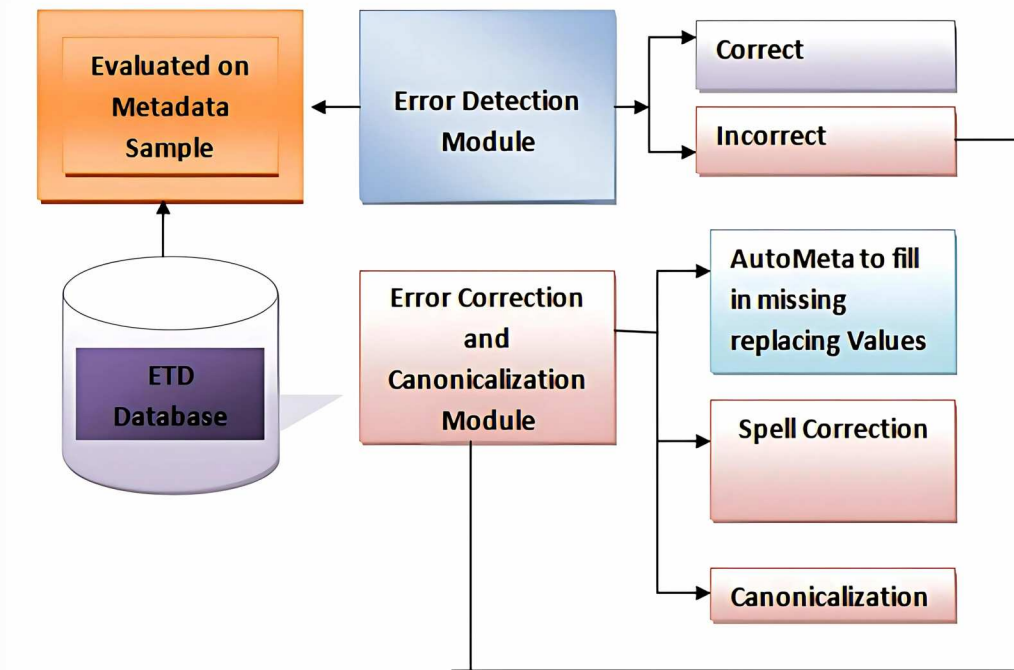 Evaluated on
Metadata
Sample
Error Detection
Module
Correct
Incorrect
ETD
Database
Error Correction
and
Canonicalization
Module
AutoMeta to fill
in missing
replacing Values
Spell Correction
Canonicalization